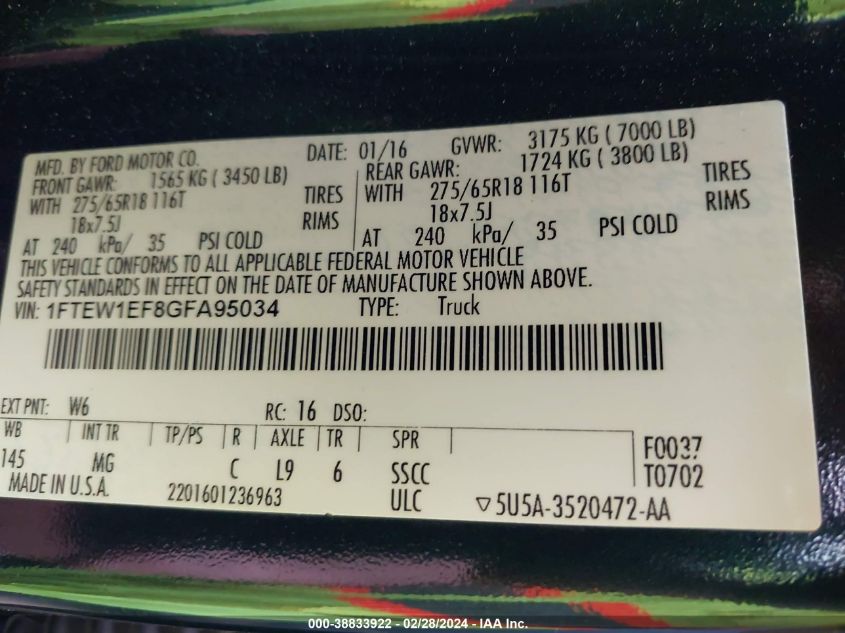 MFD. BY FORD MOTOR CO. DATE: 01/16 GVWR: 3175 KG ( 7000 LB)
FRONT GAWR: 1565 KG ( 3450 LB) REAR GAWR: 1724 KG ( 3800 LB)
WITH 275/65R18 116T TIRES WITH 275/65R18 116T TIRES
18x7.5J RIMS 18x7.5J RIMS
AT 240 kPa/ 35 PSI COLD AT 240 kPa/ 35 PSI COLD
THIS VEHICLE CONFORMS TO ALL APPLICABLE FEDERAL MOTOR VEHICLE
SAFETY STANDARDS IN EFFECT ON THE DATE OF MANUFACTURE SHOWN ABOVE.
VIN: 1FTEW1EF8GFA95034 TYPE: Truck
EXT PNT: W6 RC: 16 DSO:
WB INT TR TP/PS R AXLE TR SPR F0037
145 MG C L9 6 SSCC T0702
MADE IN U.S.A. 2201601236963 ULC ▽5U5A-3520472-AA
000-38833922 - 02/28/2024 - IAA Inc.